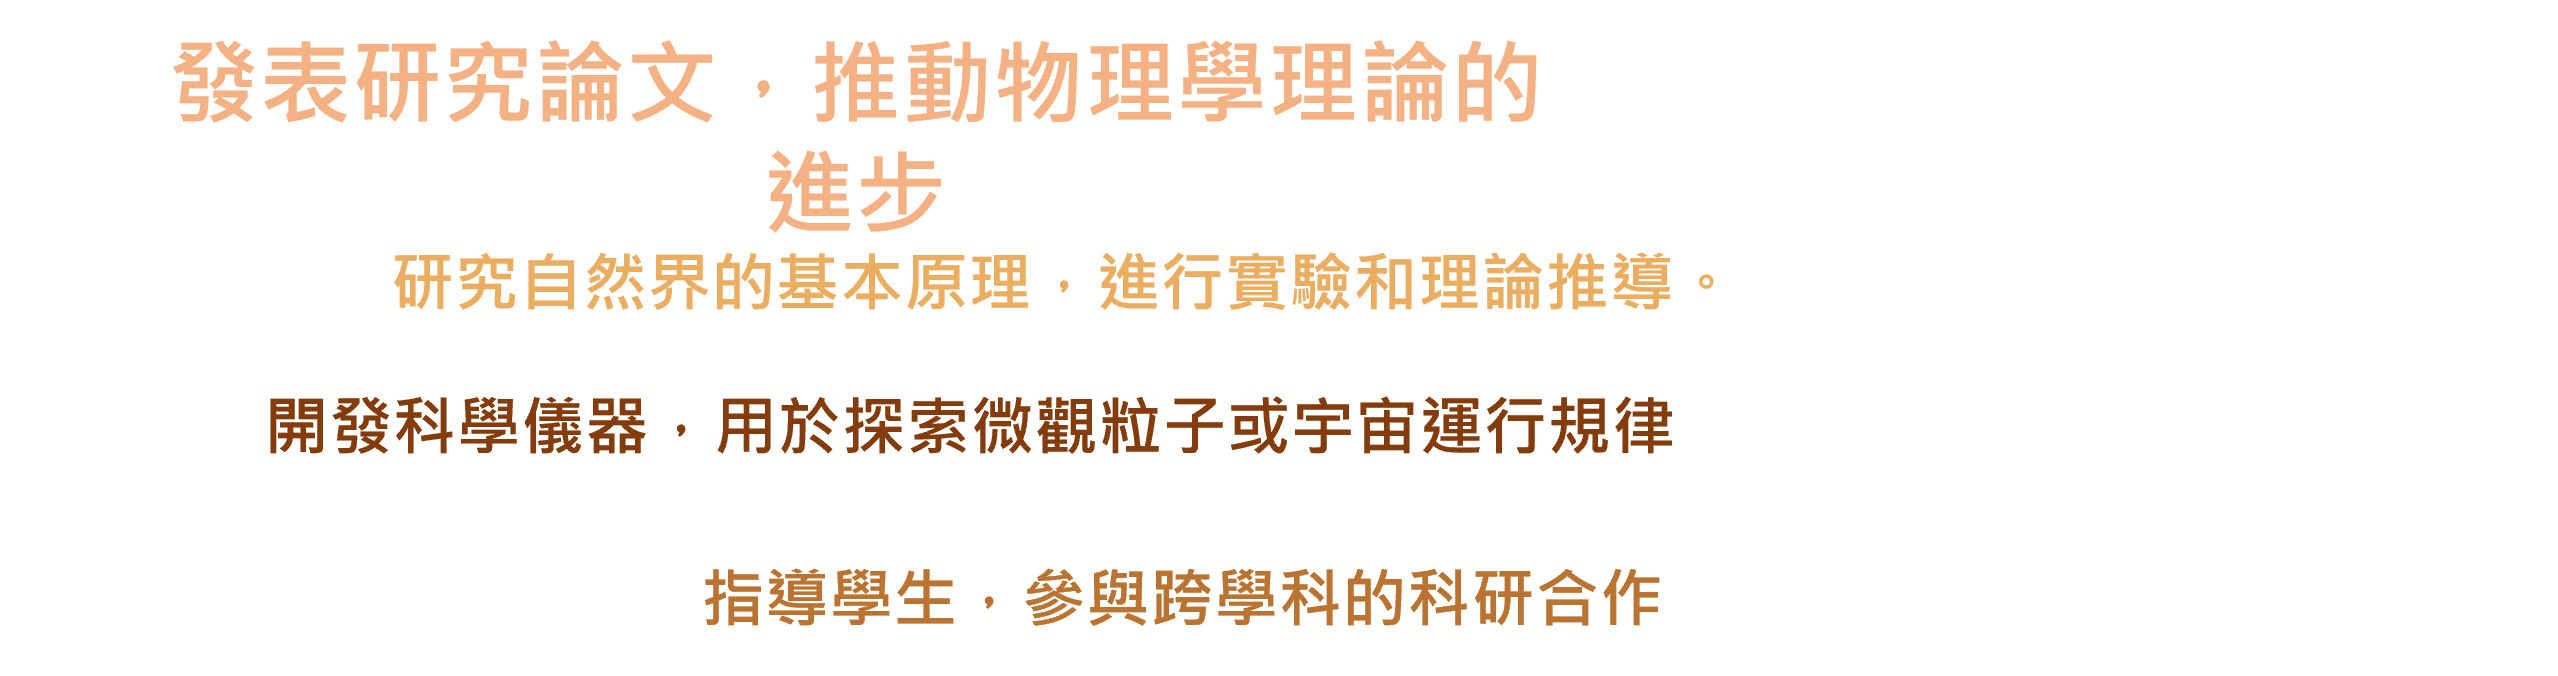 發表研究論文，推動物理學理論的
進步
研究自然界的基本原理，進行實驗和理論推導。
開發科學儀器，用於探索微觀粒子或宇宙運行規律
指導學生，參與跨學科的科研合作